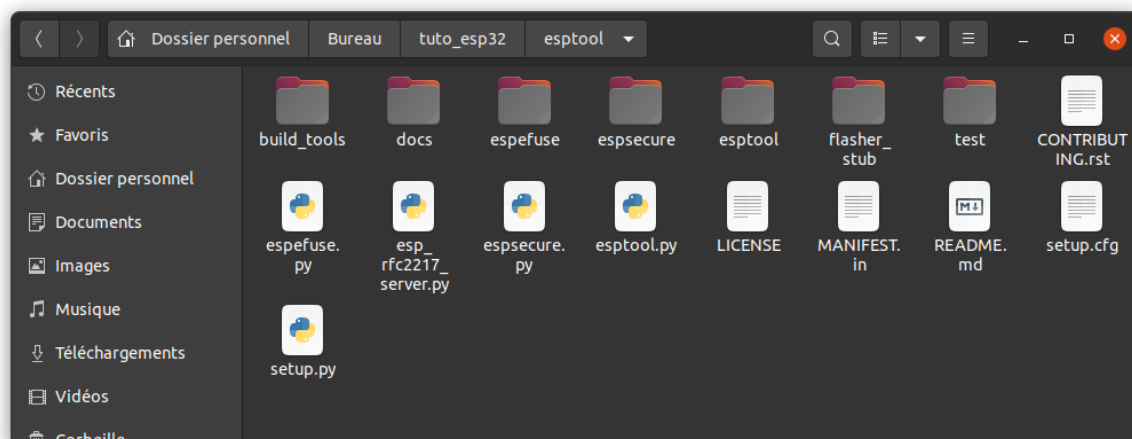 Dossier personnel Bureau tuto_esp32 esptool
Récents
Favoris
Dossier personnel
Documents
Images
Musique
Téléchargements
Vidéos
Corbeille
build_tools docs espefuse espsecure esptool flasher_ test CONTRIBUT
stub ING.rst
espefuse. esp_ espsecure. esptool.py LICENSE MANIFEST. README. setup.cfg
py rfc2217_ py in md
server.py
setup.py